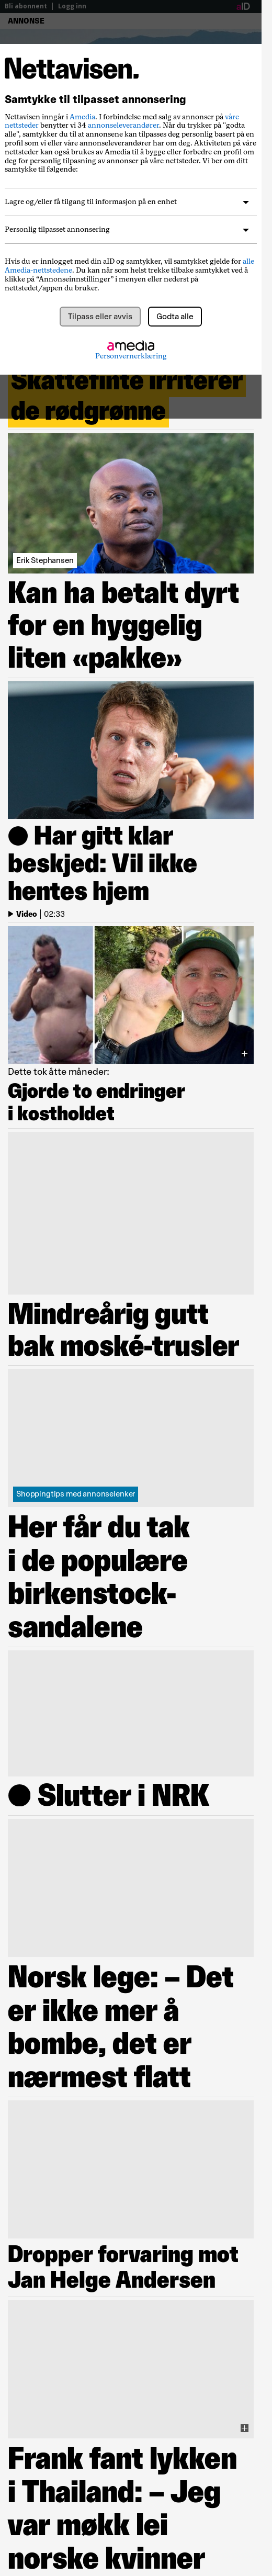 Bli abonnent | Logg inn
aID
ANNONSE
Nettavisen.
Samtykke til tilpasset annonsering
Nettavisen inngår i Amedia. I forbindelse med salg av annonser på våre
nettsteder benytter vi 34 annonseleverandører. Når du trykker på "godta
alle", samtykker du til at annonsene kan tilpasses deg personlig basert på en
profil som vi eller våre annonseleverandører har om deg. Aktiviteten på våre
nettsteder kan også brukes av Amedia til å bygge eller forbedre en profil om
deg for personlig tilpasning av annonser på våre nettsteder. Vi ber om ditt
samtykke til følgende:
Lagre og/eller få tilgang til informasjon på en enhet
Personlig tilpasset annonsering
Hvis du er innlogget med din aID og samtykker, vil samtykket gjelde for alle
Amedia-nettstedene. Du kan når som helst trekke tilbake samtykket ved å
klikke på “Annonseinnstillinger” i menyen eller nederst på
nettstedet/appen du bruker.
Tilpass eller avvis
Godta alle
amedia
Personvernerklæring
Skattefinte irriterer
de rødgrønne
Erik Stephansen
Kan ha betalt dyrt
for en hyggelig
liten «pakke»
● Har gitt klar
beskjed: Vil ikke
hentes hjem
Video | 02:33
Dette tok åtte måneder:
Gjorde to endringer
i kostholdet
Mindreårig gutt
bak moské-trusler
Shoppingtips med annonselenker
Her får du tak
i de populære
birkenstock-
sandalene
● Slutter i NRK
Norsk lege: – Det
er ikke mer å
bombe, det er
nærmest flatt
Dropper forvaring mot
Jan Helge Andersen
Frank fant lykken
i Thailand: – Jeg
var møkk lei
norske kvinner